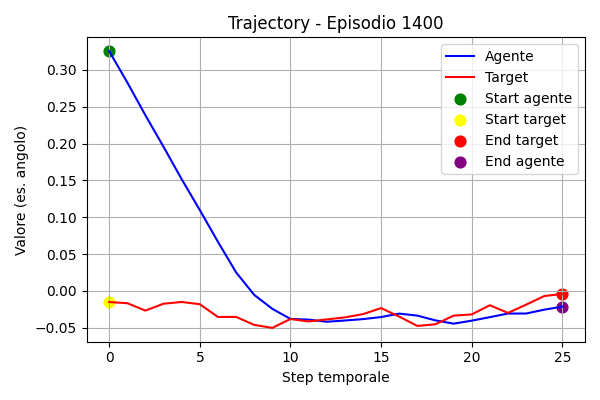 Trajectory - Episodio 1400
Valore (es. angolo)
0.30
0.25
0.20
0.15
0.10
0.05
0.00
−0.05
0 5 10 15 20 25
Step temporale
Agente
Target
Start agente
Start target
End target
End agente